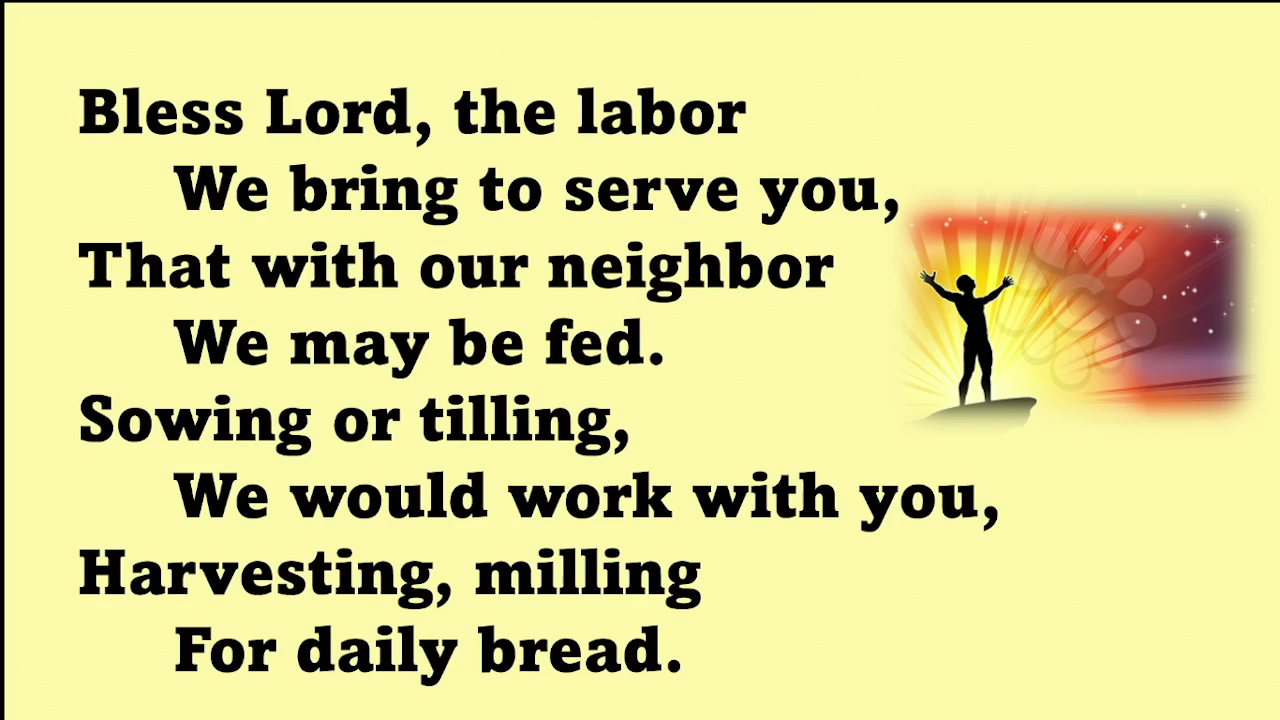 Bless Lord, the labor
We bring to serve you,
That with our neighbor
We may be fed.
Sowing or tilling,
We would work with you,
Harvesting, milling
For daily bread.